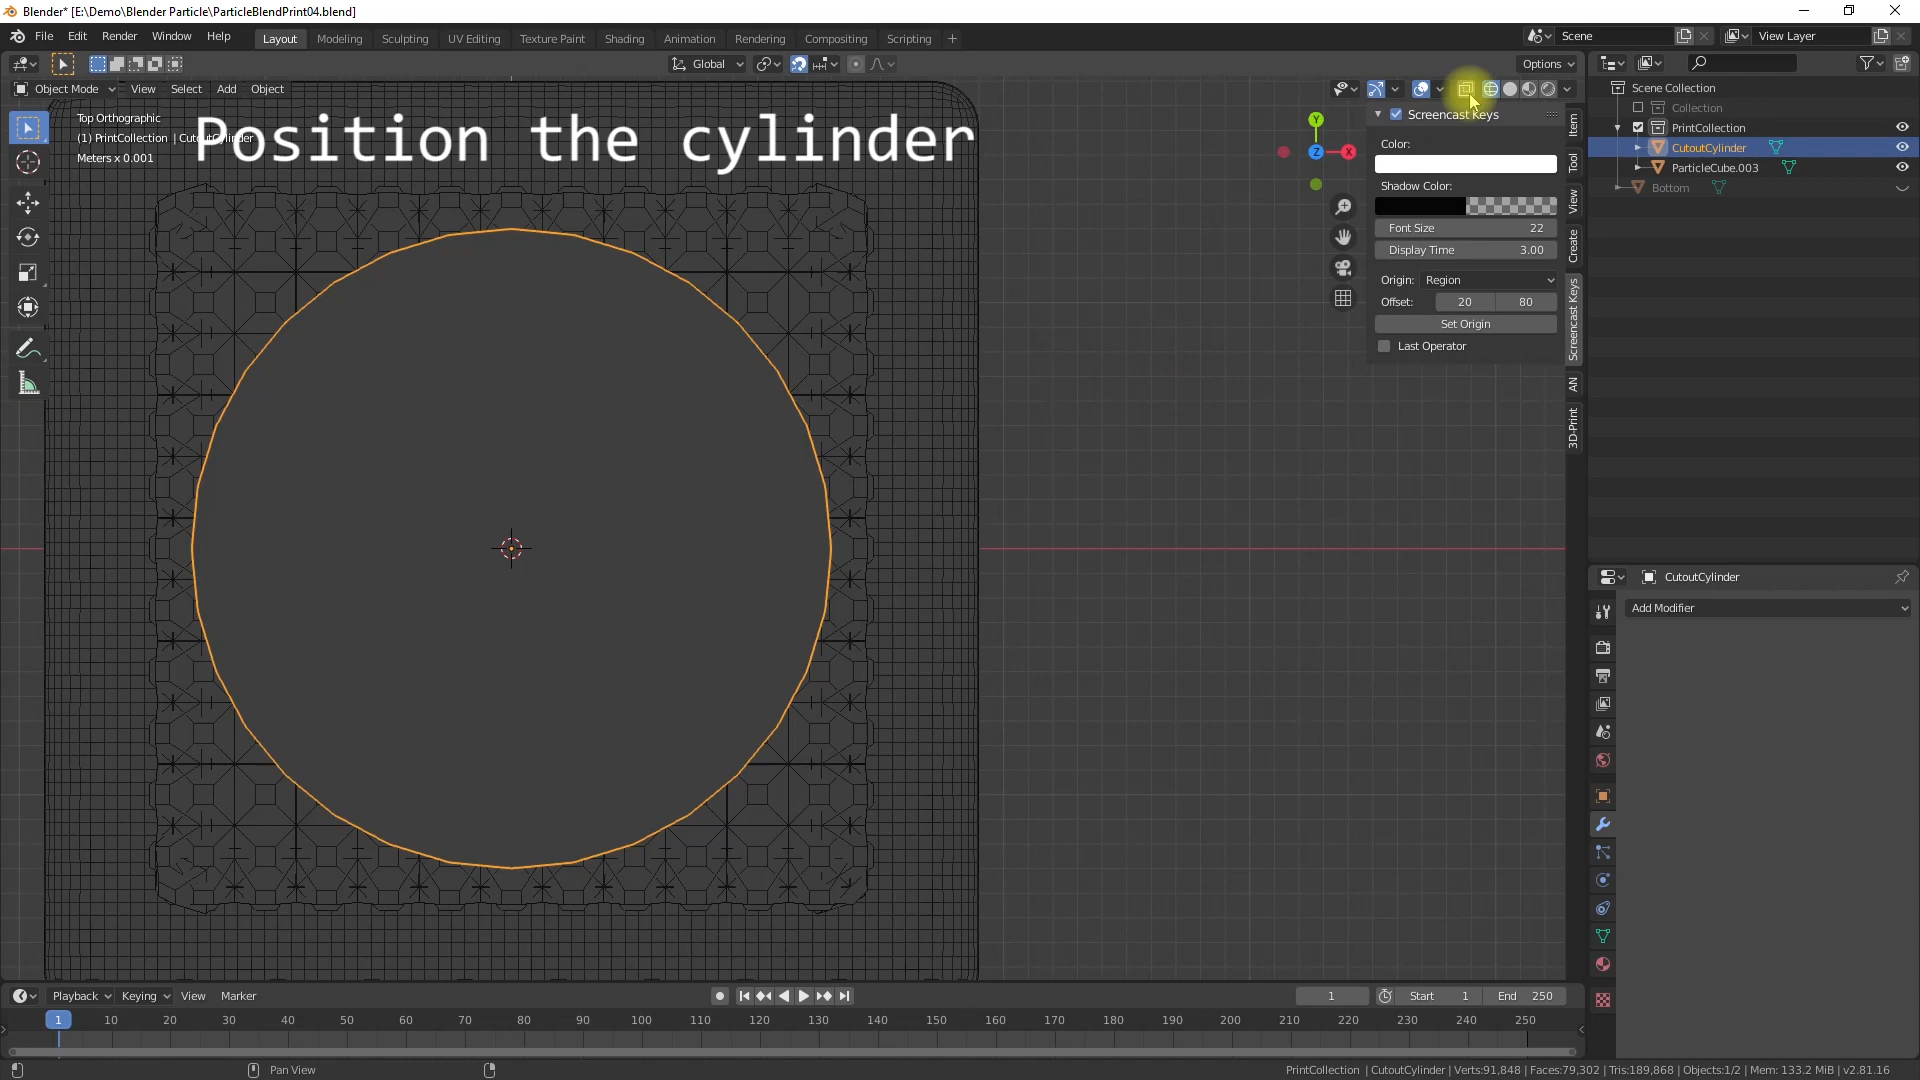 Blender* [E:\Demo\Blender Particle\ParticleBlendPrint04.blend]
File Edit Render Window Help Layout Modeling Sculpting UV Editing Texture Paint Shading Animation Rendering Compositing Scripting + Scene View Layer
Global Options
Object Mode View Select Add Object
Top Orthographic
(1) PrintCollection | CutoutCylinder
Meters x 0.001
Position the cylinder
Y
Z
X
Screencast Keys
Color:
Shadow Color:
Font Size 22
Display Time 3.00
Origin: Region
Offset: 20 80
Set Origin
Last Operator
Item
Tool
View
Create
Screencast Keys
AN
3D-Print
Scene Collection
Collection
PrintCollection
CutoutCylinder
ParticleCube.003
Bottom
CutoutCylinder
Add Modifier
Playback Keying View Marker 1 Start 1 End 250
1 10 20 30 40 50 60 70 80 90 100 110 120 130 140 150 160 170 180 190 200 210 220 230 240 250
Pan View
PrintCollection | CutoutCylinder | Verts:91,848 | Faces:79,302 | Tris:189,868 | Objects:1/2 | Mem: 133.2 MiB | v2.81.16